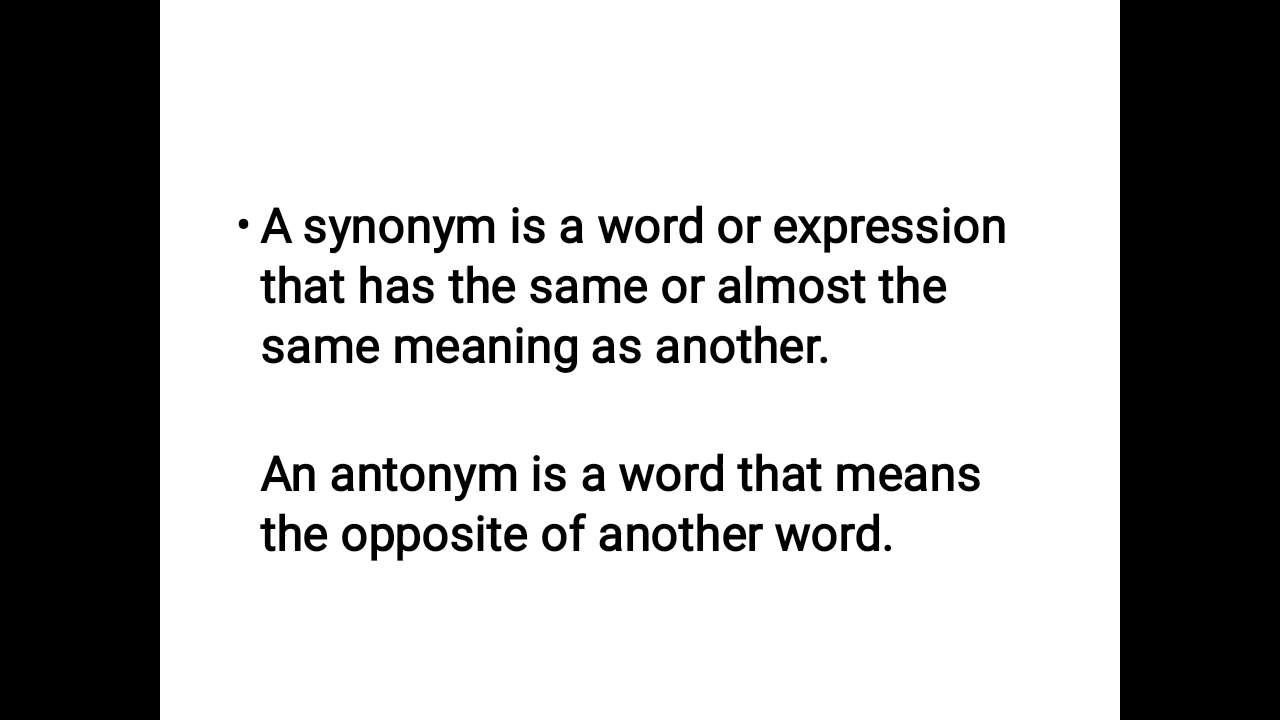 • A synonym is a word or expression
that has the same or almost the
same meaning as another.
An antonym is a word that means
the opposite of another word.